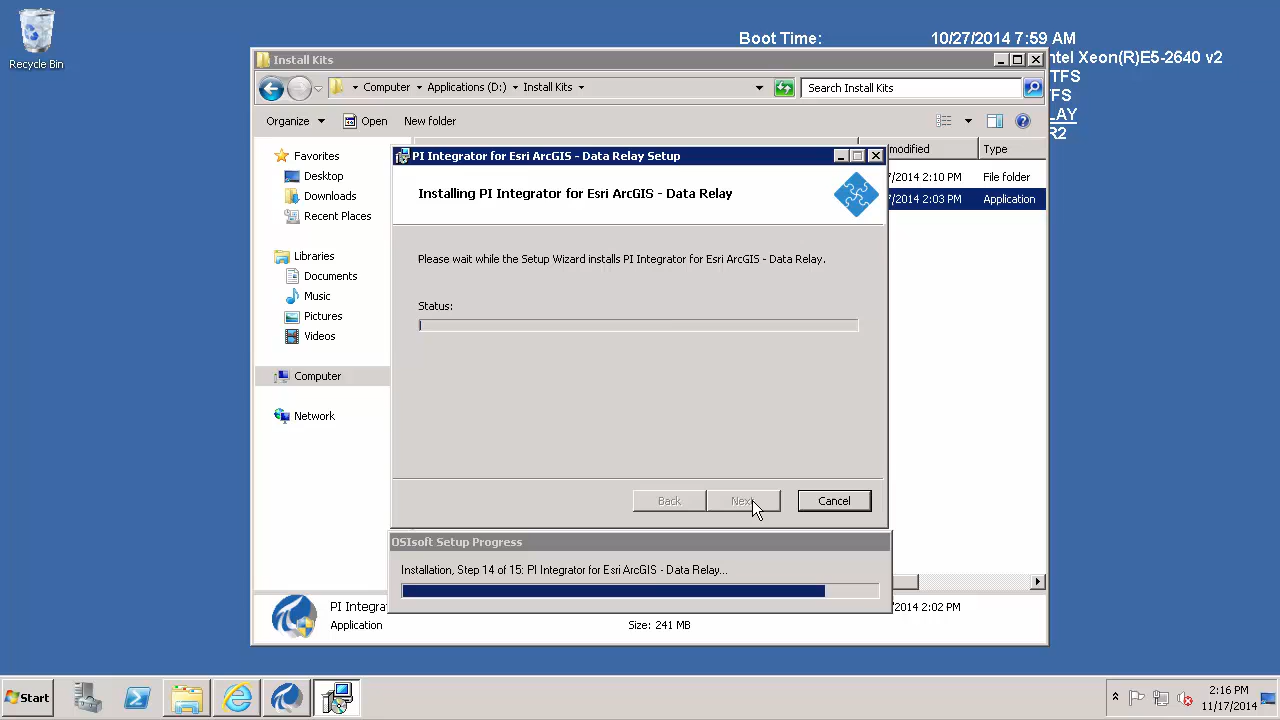 Recycle Bin
Boot Time: 10/27/2014 7:59 AM
ntel Xeon(R)E5-2640 v2
TFS
FS
LAY
R2
Install Kits
Computer Applications (D:) Install Kits
Search Install Kits
Organize Open New folder
Favorites
Desktop
Downloads
Recent Places
Libraries
Documents
Music
Pictures
Videos
Computer
Network
modified Type
/2014 2:10 PM File folder
/2014 2:03 PM Application
PI Integrator for Esri ArcGIS - Data Relay Setup
Installing PI Integrator for Esri ArcGIS - Data Relay
Please wait while the Setup Wizard installs PI Integrator for Esri ArcGIS - Data Relay.
Status:
Back Next Cancel
OSIsoft Setup Progress
Installation, Step 14 of 15: PI Integrator for Esri ArcGIS - Data Relay...
PI Integra
/2014 2:02 PM
Application
Size: 241 MB
Start
2:16 PM
11/17/2014